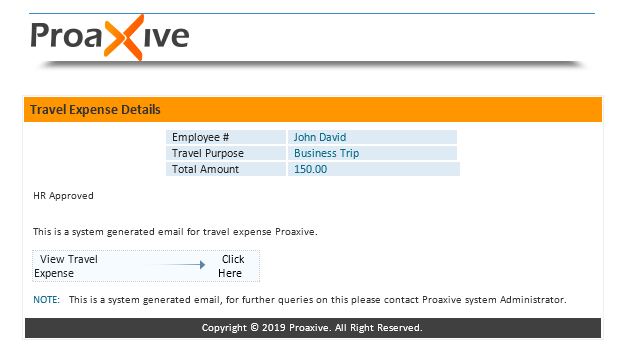 ProaXive
Travel Expense Details
Employee # John David
Travel Purpose Business Trip
Total Amount 150.00
HR Approved
This is a system generated email for travel expense Proaxive.
View Travel Click
Expense Here
NOTE: This is a system generated email, for further queries on this please contact Proaxive system Administrator.
Copyright © 2019 Proaxive. All Right Reserved.